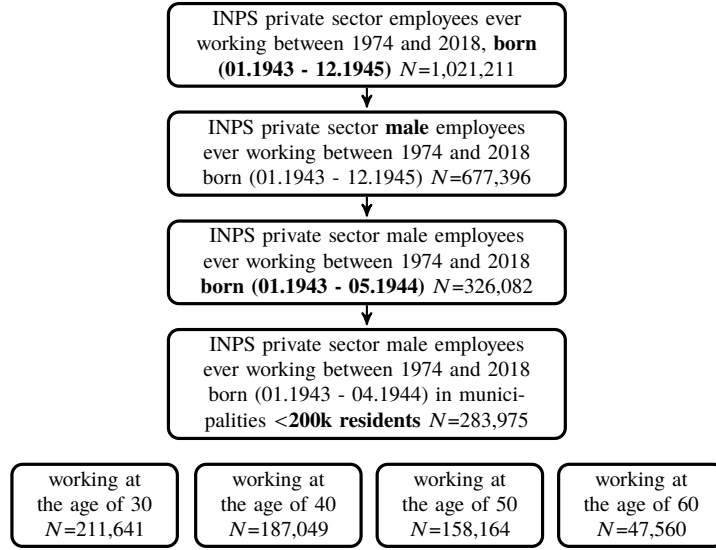 INPS private sector employees ever
working between 1974 and 2018, born
(01.1943 - 12.1945) N=1,021,211
INPS private sector male employees
ever working between 1974 and 2018
born (01.1943 - 12.1945) N=677,396
INPS private sector male employees
ever working between 1974 and 2018
born (01.1943 - 05.1944) N=326,082
INPS private sector male employees
ever working between 1974 and 2018
born (01.1943 - 04.1944) in munici-
palities <200k residents N=283,975
working at
the age of 30
N=211,641
working at
the age of 40
N=187,049
working at
the age of 50
N=158,164
working at
the age of 60
N=47,560